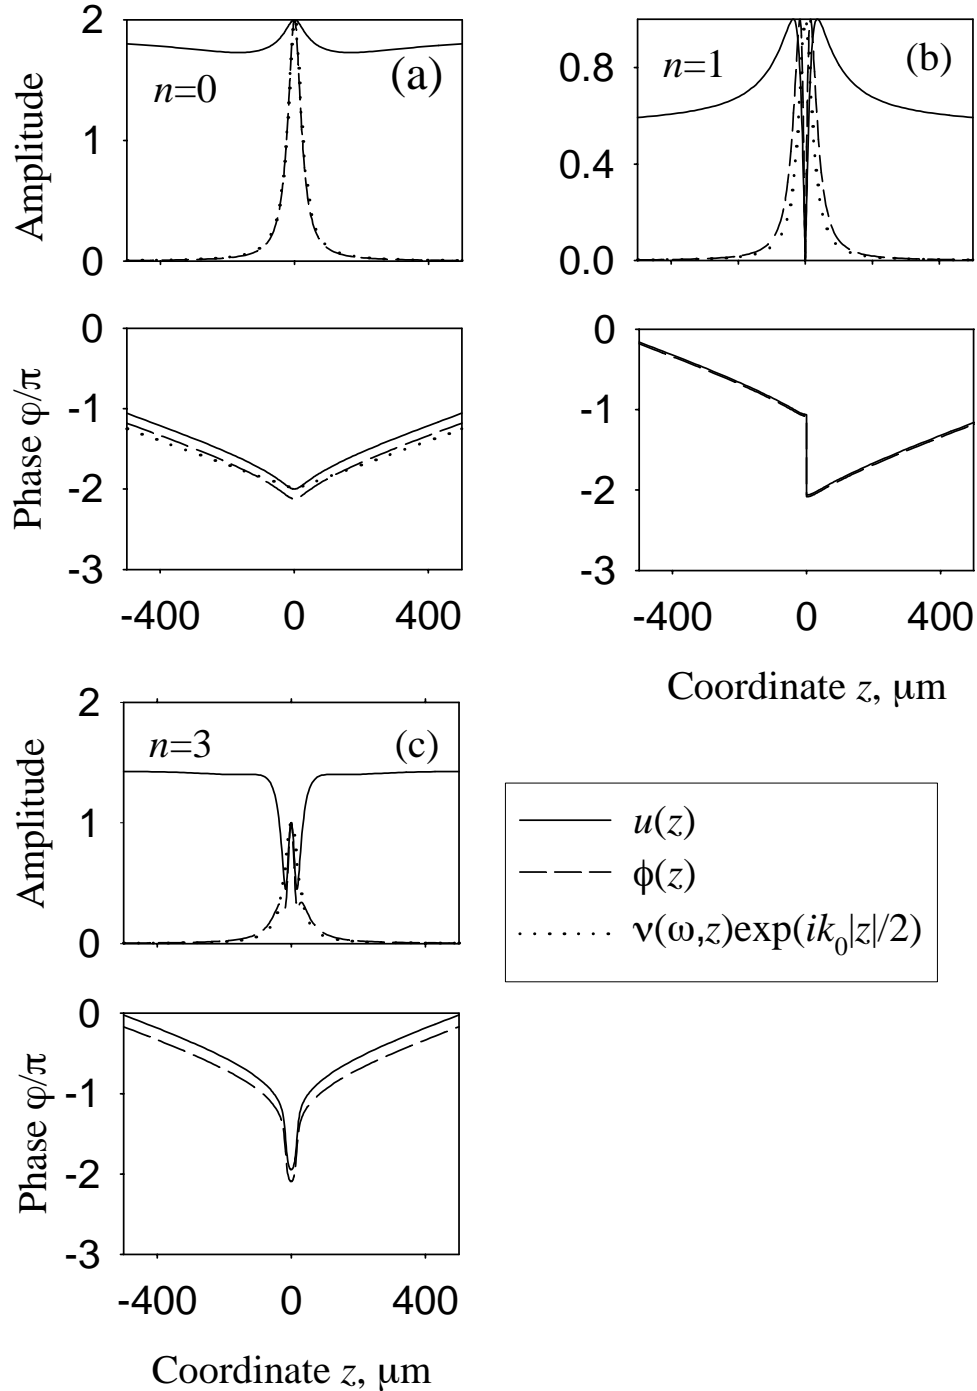 Amplitude
2
1
0
n=0
(a)
0.8
0.4
0.0
n=1
(b)
Phase φ/π
0
-1
-2
-3
-400
0
400
0
-1
-2
-3
-400
0
400
Coordinate z, μm
Amplitude
2
1
0
n=3
(c)
u(z)
ϕ(z)
ν(ω,z)exp(ik₀|z|/2)
Phase φ/π
0
-1
-2
-3
-400
0
400
Coordinate z, μm